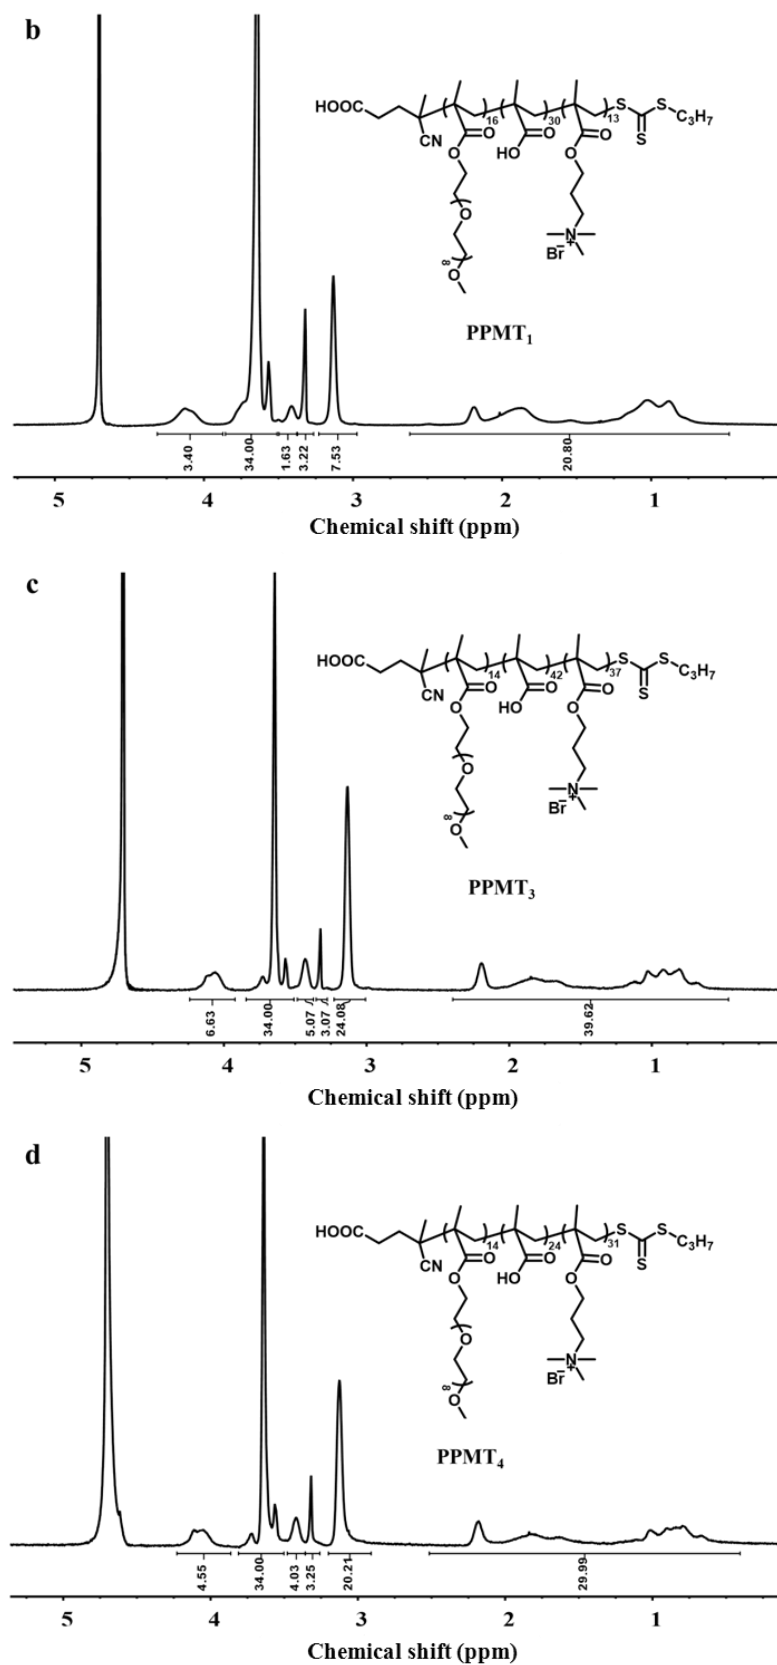 b
HOOC
CN
O
O
16
HO
O
30
O
O
13
S
S
S
C₃H₇
O
8
O
N
+
Br⁻
PPMT₁
3.40
34.00
1.63
3.22
7.53
20.80
5
4
3
2
1
Chemical shift (ppm)
c
HOOC
CN
O
O
14
HO
O
42
O
O
37
S
S
S
C₃H₇
O
8
O
N
+
Br⁻
PPMT₃
6.63
34.00
5.07
3.07
24.08
39.62
5
4
3
2
1
Chemical shift (ppm)
d
HOOC
CN
O
O
14
HO
O
24
O
O
31
S
S
S
C₃H₇
O
8
O
N
+
Br⁻
PPMT₄
4.55
34.00
4.03
3.25
20.21
29.99
5
4
3
2
1
Chemical shift (ppm)